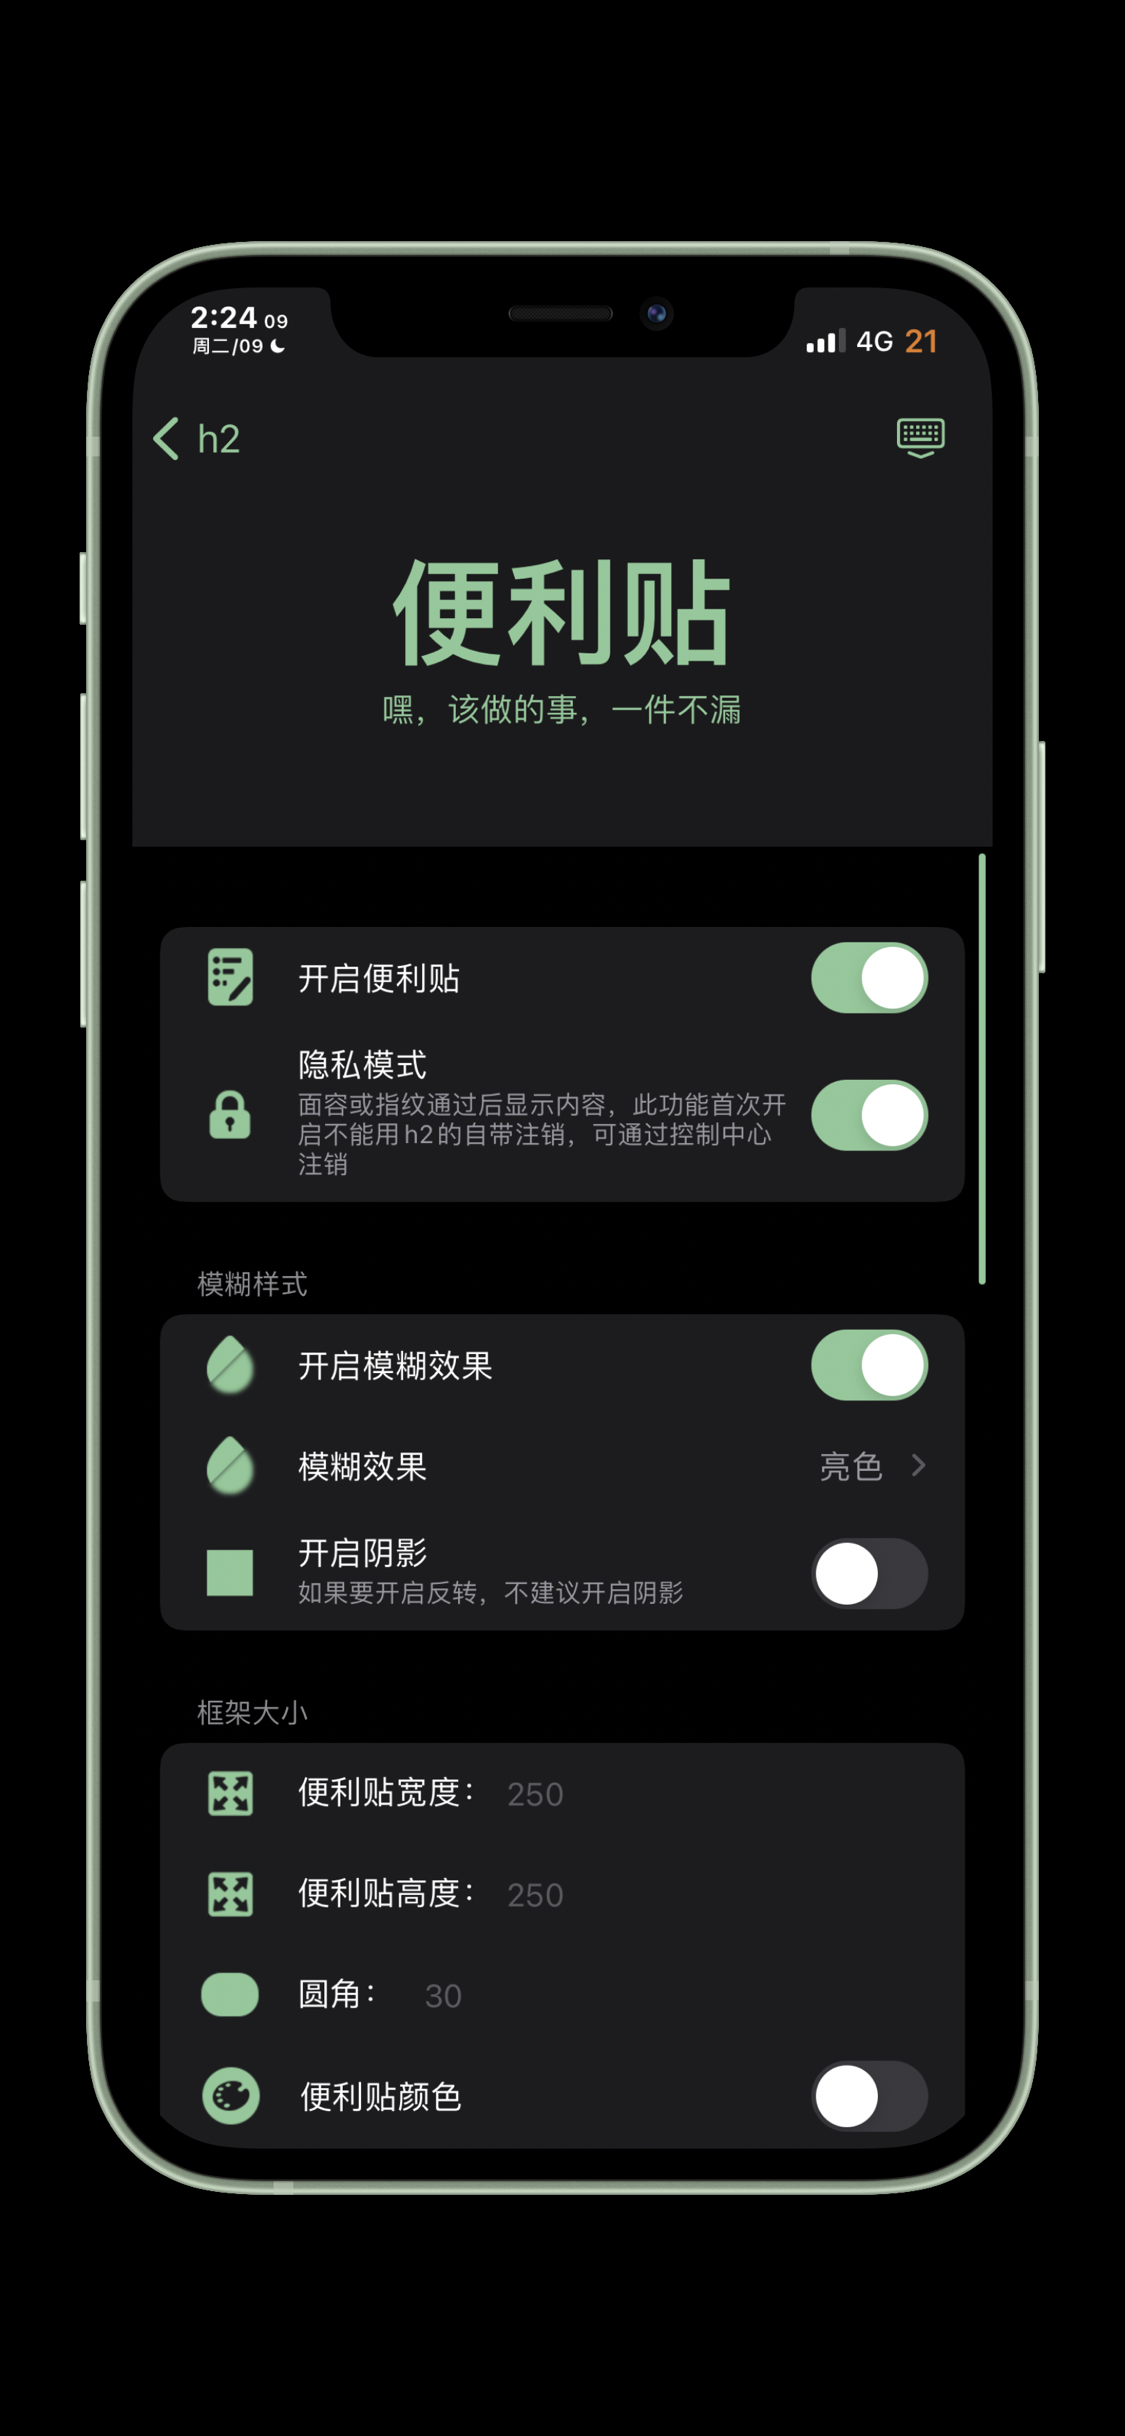 2:24 09
周二/09
4G 21
h2
便利贴
嘿，该做的事，一件不漏
开启便利贴
隐私模式
面容或指纹通过后显示内容，此功能首次开
启不能用h2的自带注销，可通过控制中心
注销
模糊样式
开启模糊效果
模糊效果 亮色
开启阴影
如果要开启反转，不建议开启阴影
框架大小
便利贴宽度： 250
便利贴高度： 250
圆角： 30
便利贴颜色